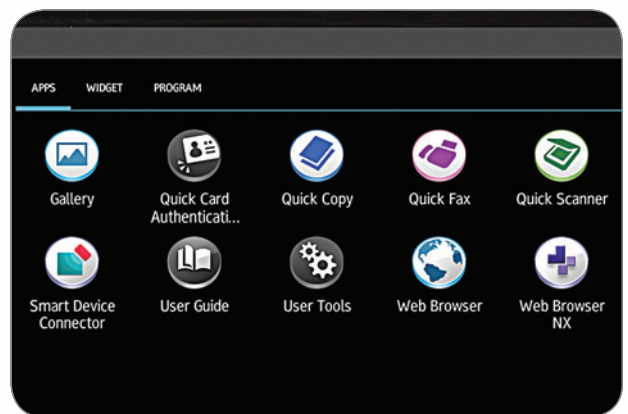 APPS WIDGET PROGRAM
Gallery Quick Card Authenticati... Quick Copy Quick Fax Quick Scanner
Smart Device Connector User Guide User Tools Web Browser Web Browser NX